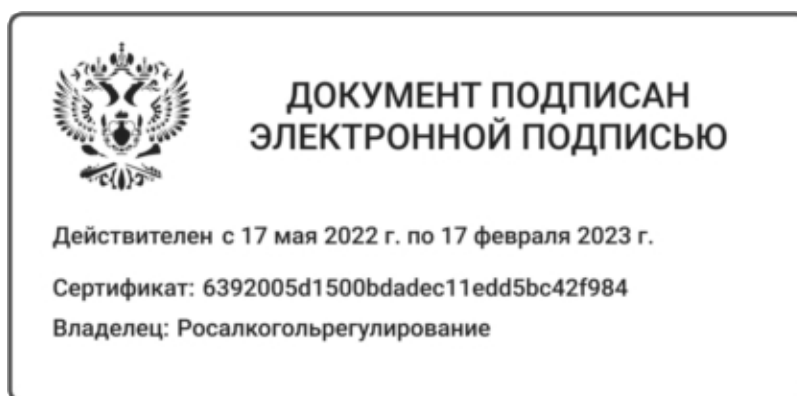 ДОКУМЕНТ ПОДПИСАН
ЭЛЕКТРОННОЙ ПОДПИСЬЮ
Действителен с 17 мая 2022 г. по 17 февраля 2023 г.
Сертификат: 6392005d1500bdadec11edd5bc42f984
Владелец: Росалкогольрегулирование